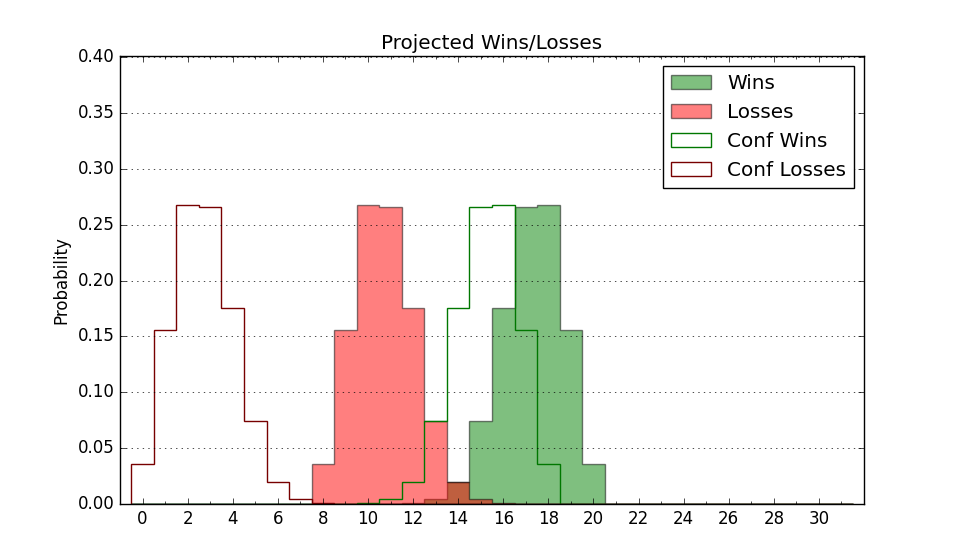 Projected Wins/Losses
0.40
0.35
0.30
0.25
0.20
0.15
0.10
0.05
0.00
Probability
Wins
Losses
Conf Wins
Conf Losses
0 2 4 6 8 10 12 14 16 18 20 22 24 26 28 30